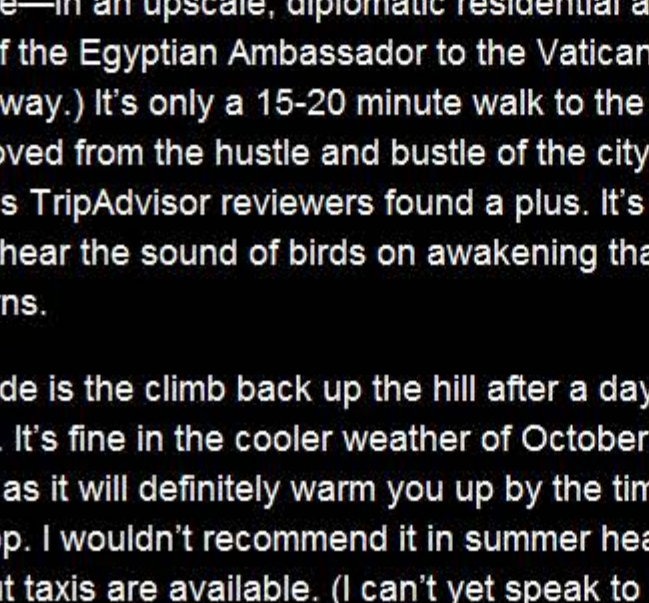 e—in an upscale, diplomatic residential a
f the Egyptian Ambassador to the Vatican
way.) It's only a 15-20 minute walk to the
oved from the hustle and bustle of the city
s TripAdvisor reviewers found a plus. It's
hear the sound of birds on awakening tha
ns.
de is the climb back up the hill after a day
. It's fine in the cooler weather of October
as it will definitely warm you up by the tim
op. I wouldn't recommend it in summer hea
t taxis are available. (I can't yet speak to